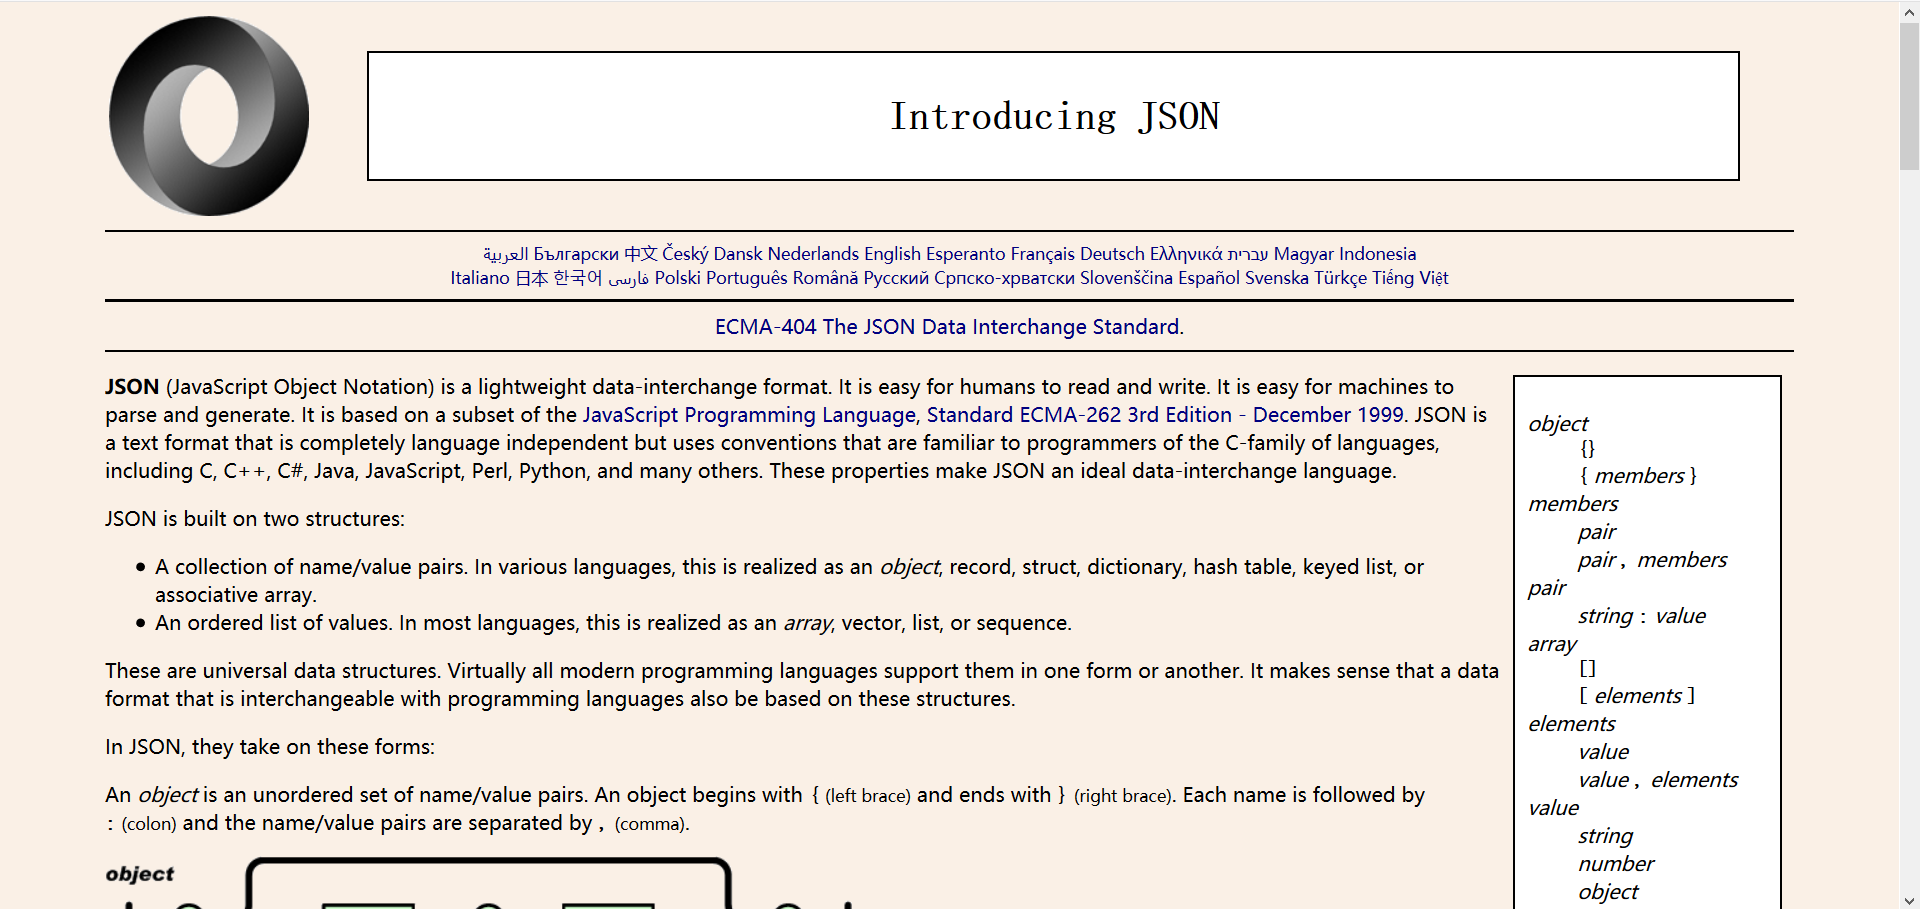 Introducing JSON
العربية Български 中文 Český Dansk Nederlands English Esperanto Français Deutsch Ελληνικά עברית Magyar Indonesia
Italiano 日本 한국어 فارسی Polski Português Română Русский Српско-хрватски Slovenščina Español Svenska Türkçe Tiếng Việt
ECMA-404 The JSON Data Interchange Standard.
JSON (JavaScript Object Notation) is a lightweight data-interchange format. It is easy for humans to read and write. It is easy for machines to
parse and generate. It is based on a subset of the JavaScript Programming Language, Standard ECMA-262 3rd Edition - December 1999. JSON is
a text format that is completely language independent but uses conventions that are familiar to programmers of the C-family of languages,
including C, C++, C#, Java, JavaScript, Perl, Python, and many others. These properties make JSON an ideal data-interchange language.
JSON is built on two structures:
• A collection of name/value pairs. In various languages, this is realized as an object, record, struct, dictionary, hash table, keyed list, or
associative array.
• An ordered list of values. In most languages, this is realized as an array, vector, list, or sequence.
These are universal data structures. Virtually all modern programming languages support them in one form or another. It makes sense that a data
format that is interchangeable with programming languages also be based on these structures.
In JSON, they take on these forms:
An object is an unordered set of name/value pairs. An object begins with { (left brace) and ends with } (right brace). Each name is followed by
: (colon) and the name/value pairs are separated by , (comma).
object
object
{}
{ members }
members
pair
pair , members
pair
string : value
array
[]
[ elements ]
elements
value
value , elements
value
string
number
object